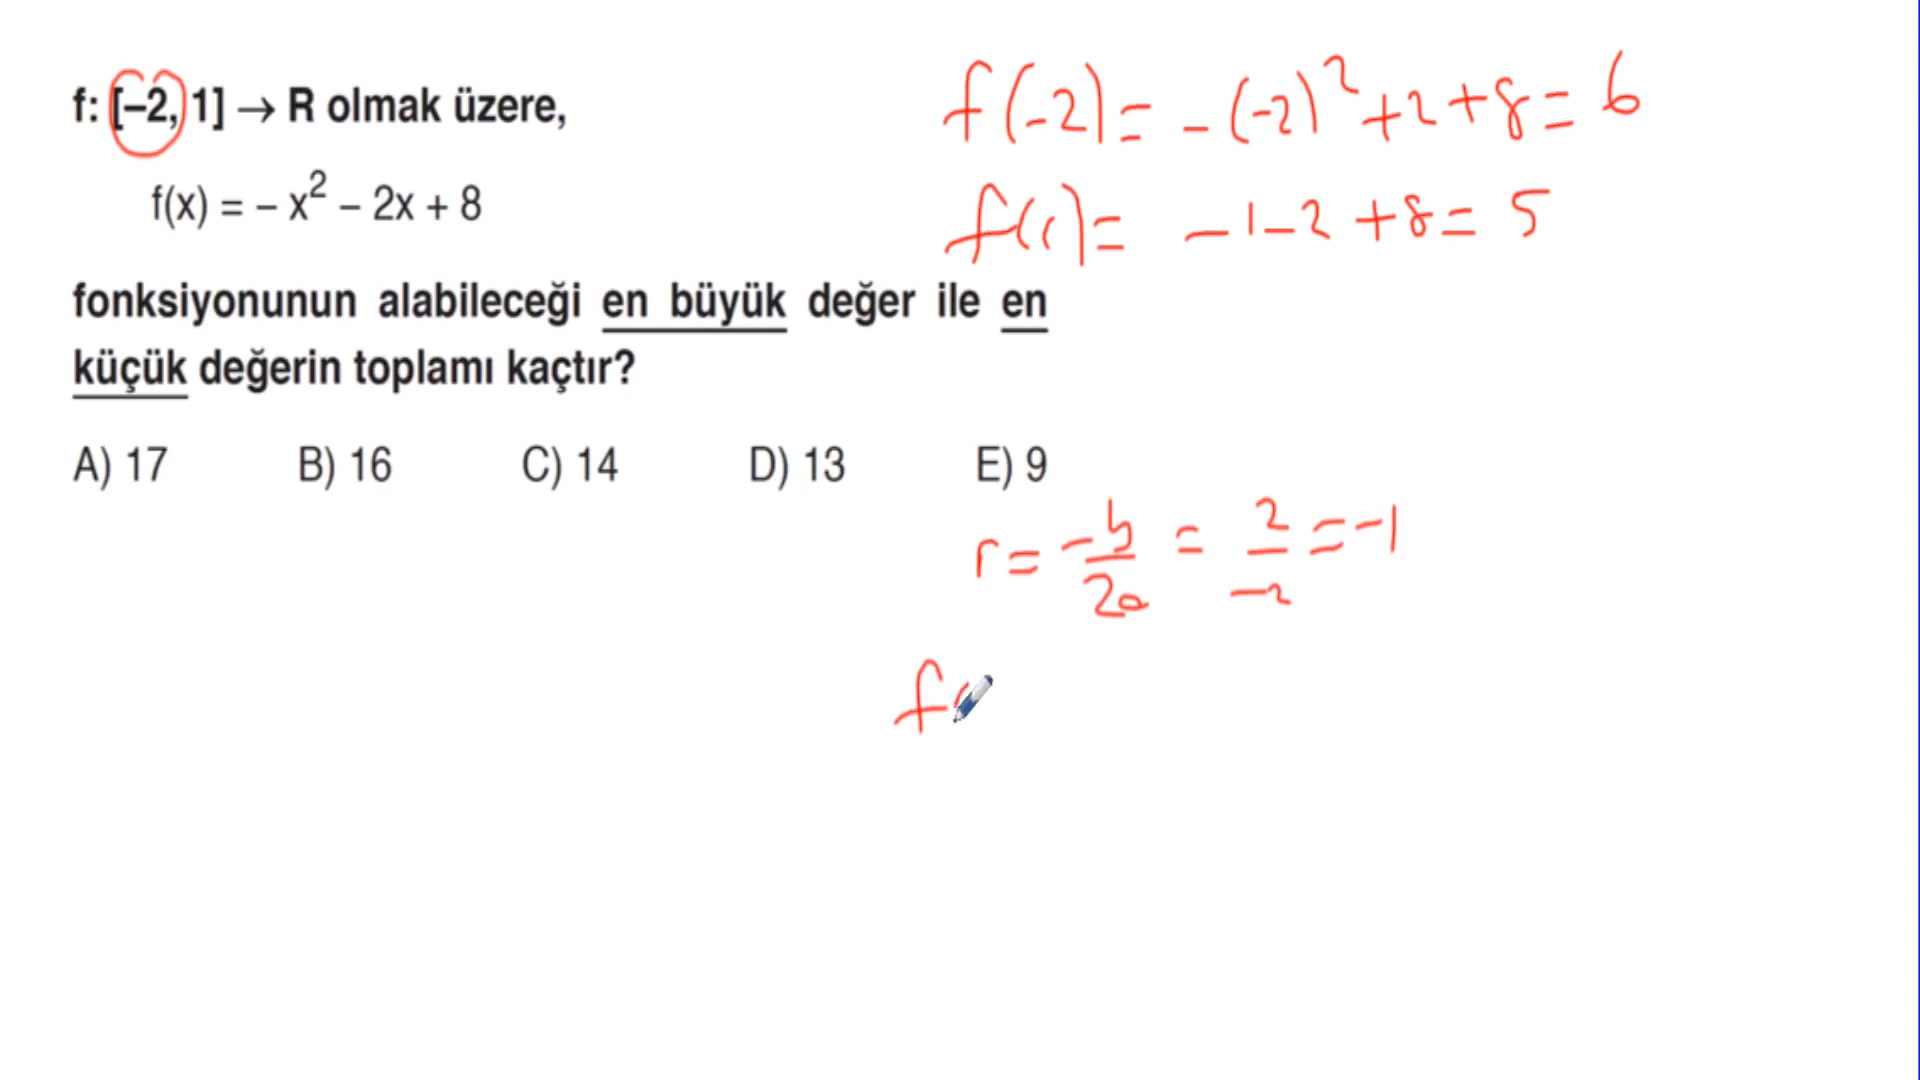 f: [–2, 1] → R olmak üzere,
f(x) = – x² – 2x + 8
fonksiyonunun alabileceği en büyük değer ile en
küçük değerin toplamı kaçtır?
A) 17 B) 16 C) 14 D) 13 E) 9
f(-2) = -(-2)² +2+8 = 6
f(1) = -1-2+8 = 5
r = -b/2a = 2/-2 = -1
f(